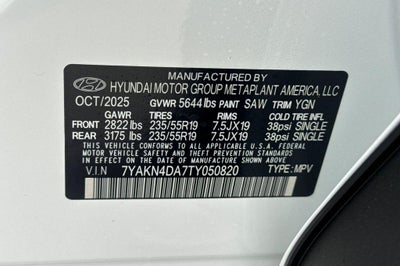 MANUFACTURED BY
HYUNDAI MOTOR GROUP METAPLANT AMERICA, LLC
OCT/2025 GVWR 5644 lbs PAINT SAW TRIM YGN
GAWR TIRES RIMS COLD TIRE INFL
FRONT 2822 lbs 235/55R19 7.5JX19 38psi SINGLE
REAR 3175 lbs 235/55R19 7.5JX19 38psi SINGLE
THIS VEHICLE CONFORMS TO ALL APPLICABLE U.S.A. FEDERAL
MOTOR VEHICLE SAFETY, BUMPER, AND THEFT PREVENTION
STANDARDS IN EFFECT ON THE DATE OF MANUFACTURE SHOWN ABOVE.
V.I.N 7YAKN4DA7TY050820 TYPE: MPV